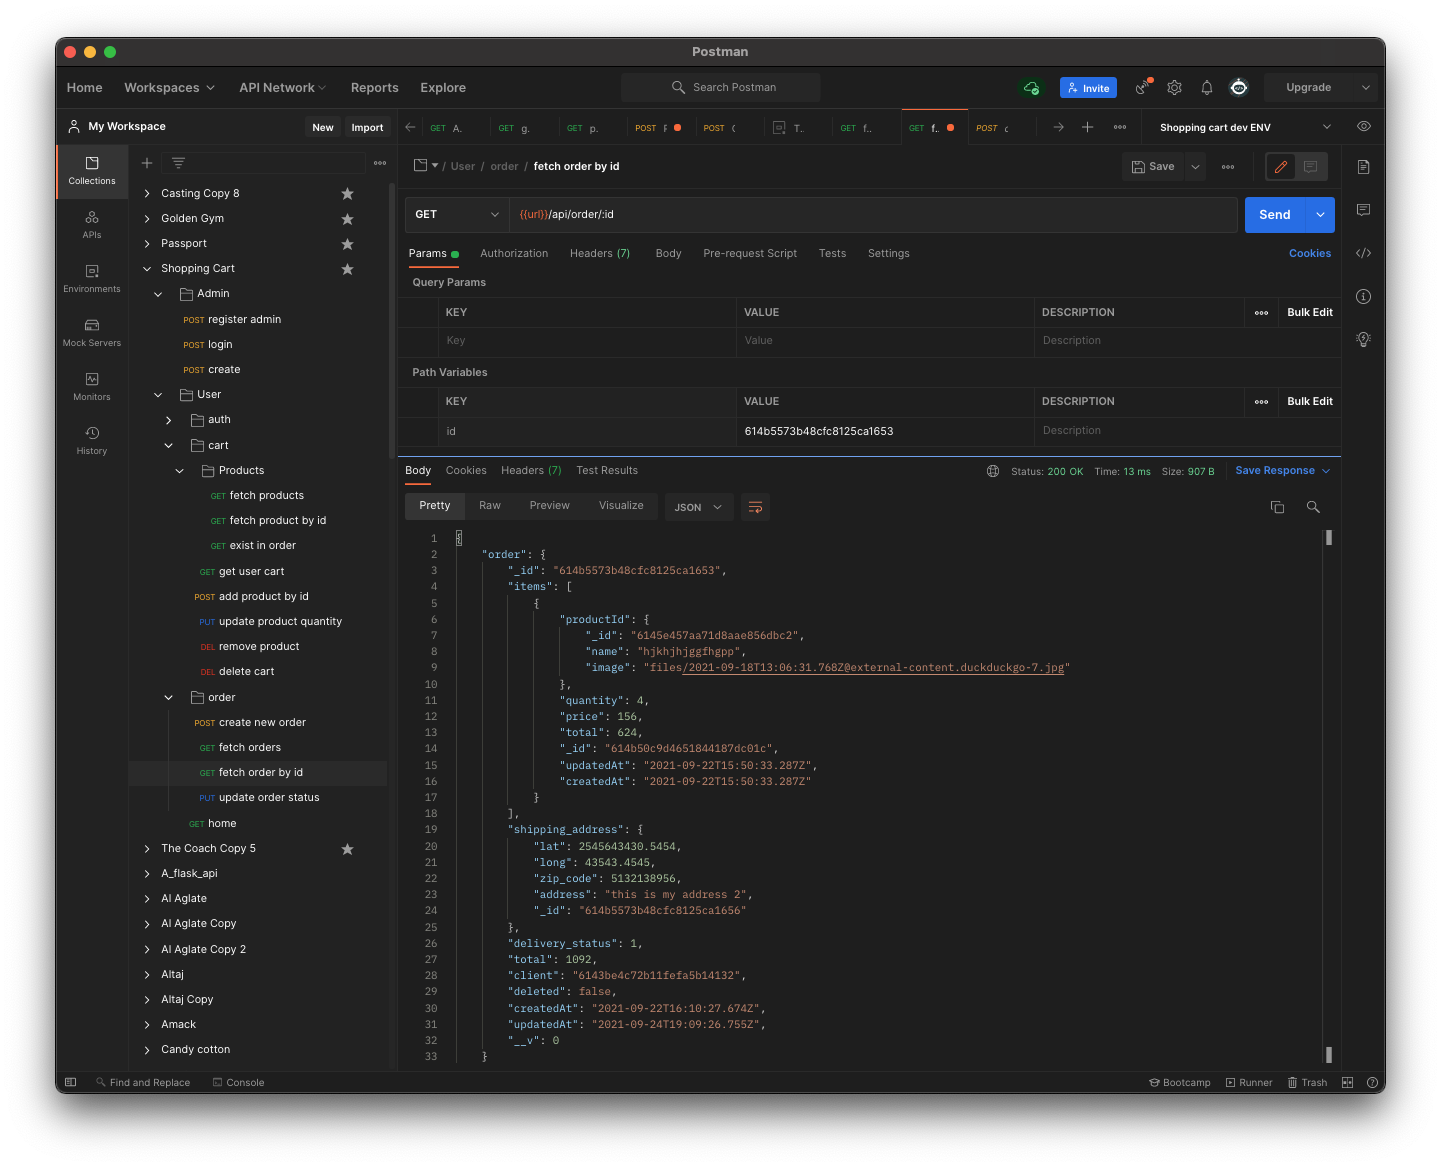 Postman
Home Workspaces API Network Reports Explore Search Postman Invite Upgrade
My Workspace New Import
GET A. GET g. GET p. POST POST GET f.. GET f.. POST c Shopping cart dev ENV
Collections
APIs
Environments
Mock Servers
Monitors
History
Casting Copy 8
Golden Gym
Passport
Shopping Cart
Admin
POST register admin
POST login
POST create
User
auth
cart
Products
GET fetch products
GET fetch product by id
GET exist in order
GET get user cart
POST add product by id
PUT update product quantity
DEL remove product
DEL delete cart
order
POST create new order
GET fetch orders
GET fetch order by id
PUT update order status
GET home
The Coach Copy 5
A_flask_api
Al Aglate
Al Aglate Copy
Al Aglate Copy 2
Altaj
Altaj Copy
Amack
Candy cotton
/ User / order / fetch order by id Save
GET {{url}}/api/order/:id Send
Params Authorization Headers (7) Body Pre-request Script Tests Settings Cookies
Query Params
KEY VALUE DESCRIPTION Bulk Edit
Key Value Description
Path Variables
KEY VALUE DESCRIPTION Bulk Edit
id 614b5573b48cfc8125ca1653 Description
Body Cookies Headers (7) Test Results Status: 200 OK Time: 13 ms Size: 907 B Save Response
Pretty Raw Preview Visualize JSON
1 {
2 "order": {
3 "_id": "614b5573b48cfc8125ca1653",
4 "items": [
5 {
6 "productId": {
7 "_id": "6145e457aa71d8aae856dbc2",
8 "name": "hjkhjhjggfhgpp",
9 "image": "files/2021-09-18T13:06:31.768Z@external-content.duckduckgo-7.jpg"
10 },
11 "quantity": 4,
12 "price": 156,
13 "total": 624,
14 "_id": "614b50c9d4651844187dc01c",
15 "updatedAt": "2021-09-22T15:50:33.287Z",
16 "createdAt": "2021-09-22T15:50:33.287Z"
17 }
18 ],
19 "shipping_address": {
20 "lat": 2545643430.5454,
21 "long": 43543.4545,
22 "zip_code": 5132138956,
23 "address": "this is my address 2",
24 "_id": "614b5573b48cfc8125ca1656"
25 },
26 "delivery_status": 1,
27 "total": 1092,
28 "client": "6143be4c72b11fefa5b14132",
29 "deleted": false,
30 "createdAt": "2021-09-22T16:10:27.674Z",
31 "updatedAt": "2021-09-24T19:09:26.755Z",
32 "__v": 0
33 }
Find and Replace Console Bootcamp Runner Trash